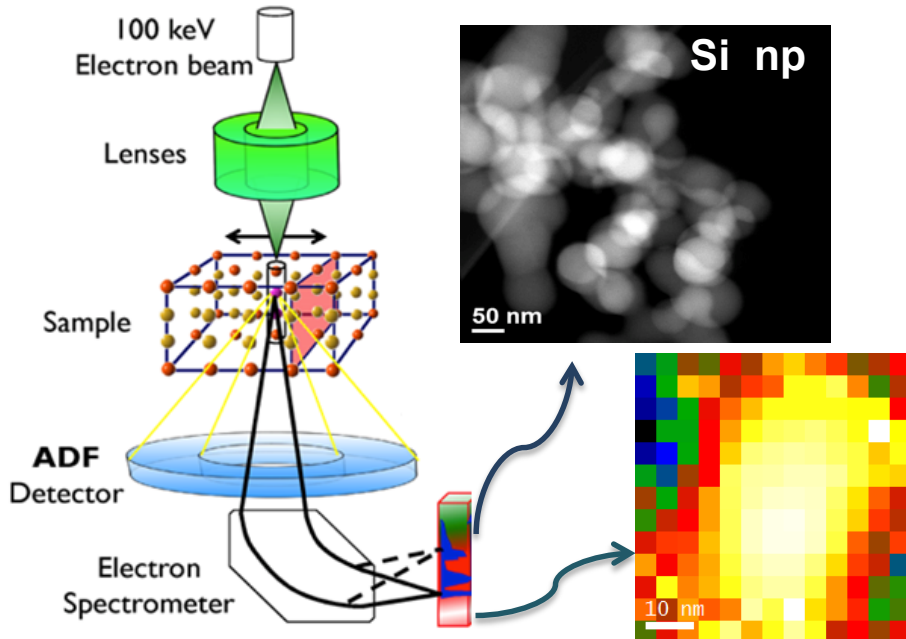 100 keV
Electron beam
Lenses
Sample
ADF
Detector
Electron
Spectrometer
Si np
50 nm
10 nm